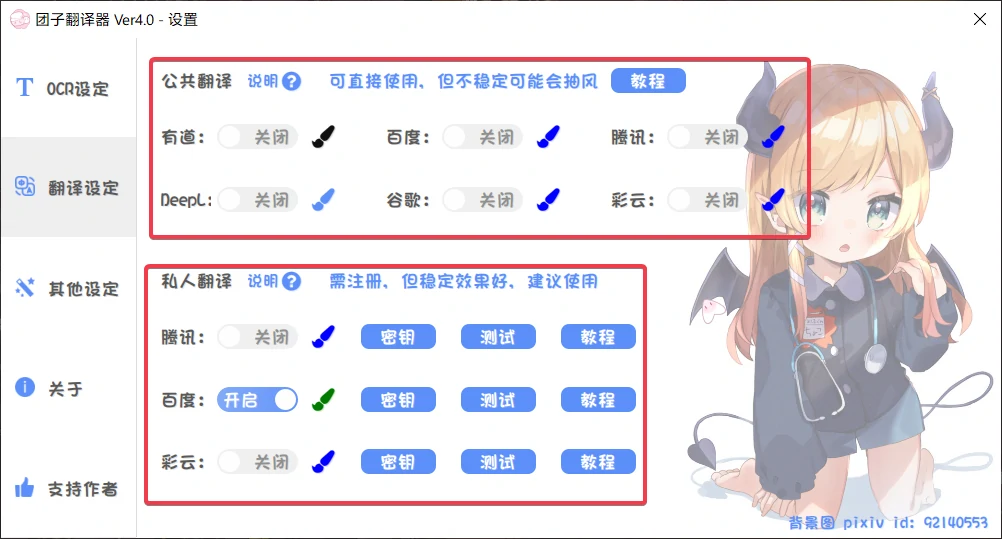 团子翻译器 Ver4.0 - 设置
OCR设定
翻译设定
其他设定
关于
支持作者
公共翻译 说明 ? 可直接使用，但不稳定可能会抽风 教程
有道： 关闭 百度： 关闭 腾讯： 关闭
DeepL: 关闭 谷歌： 关闭 彩云： 关闭
私人翻译 说明 ? 需注册，但稳定效果好，建议使用
腾讯： 关闭 密钥 测试 教程
百度： 开启 密钥 测试 教程
彩云： 关闭 密钥 测试 教程
背景图 pixiv id: 92140553